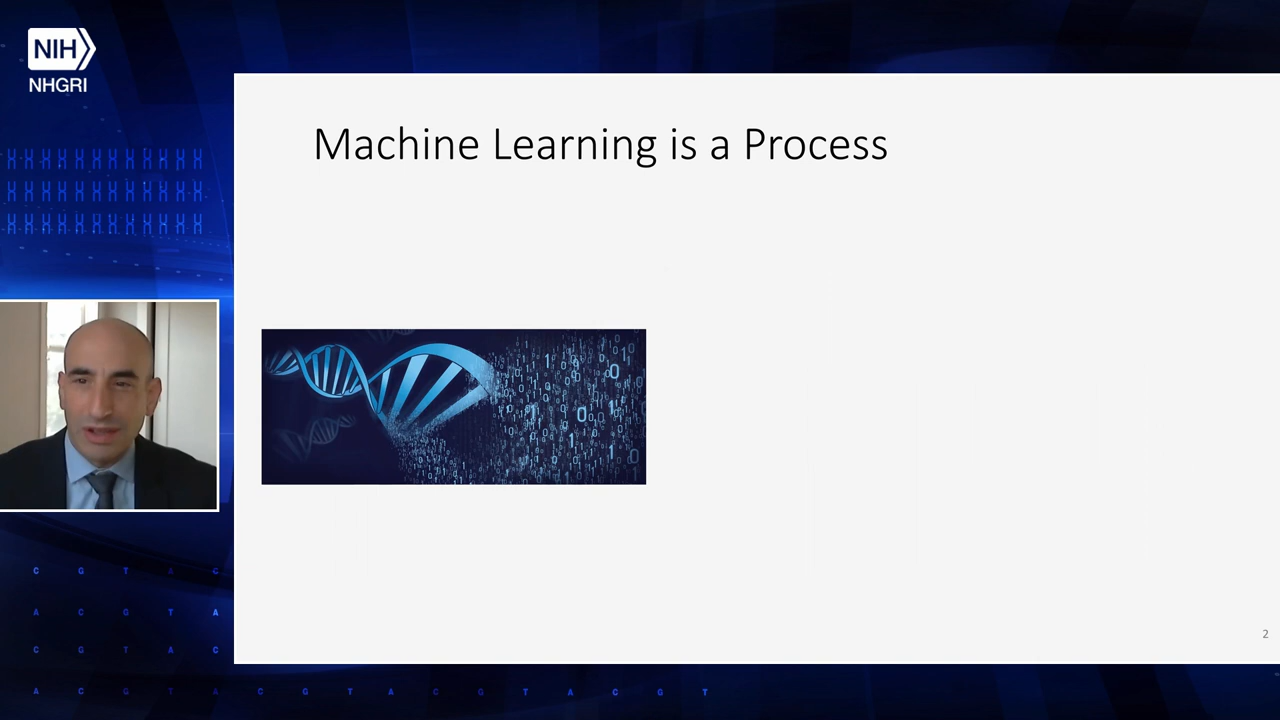 NIH
NHGRI
Machine Learning is a Process
2
C G T A C
A C G T A
C G T A C
A C G T A C G T A C G T A C G T